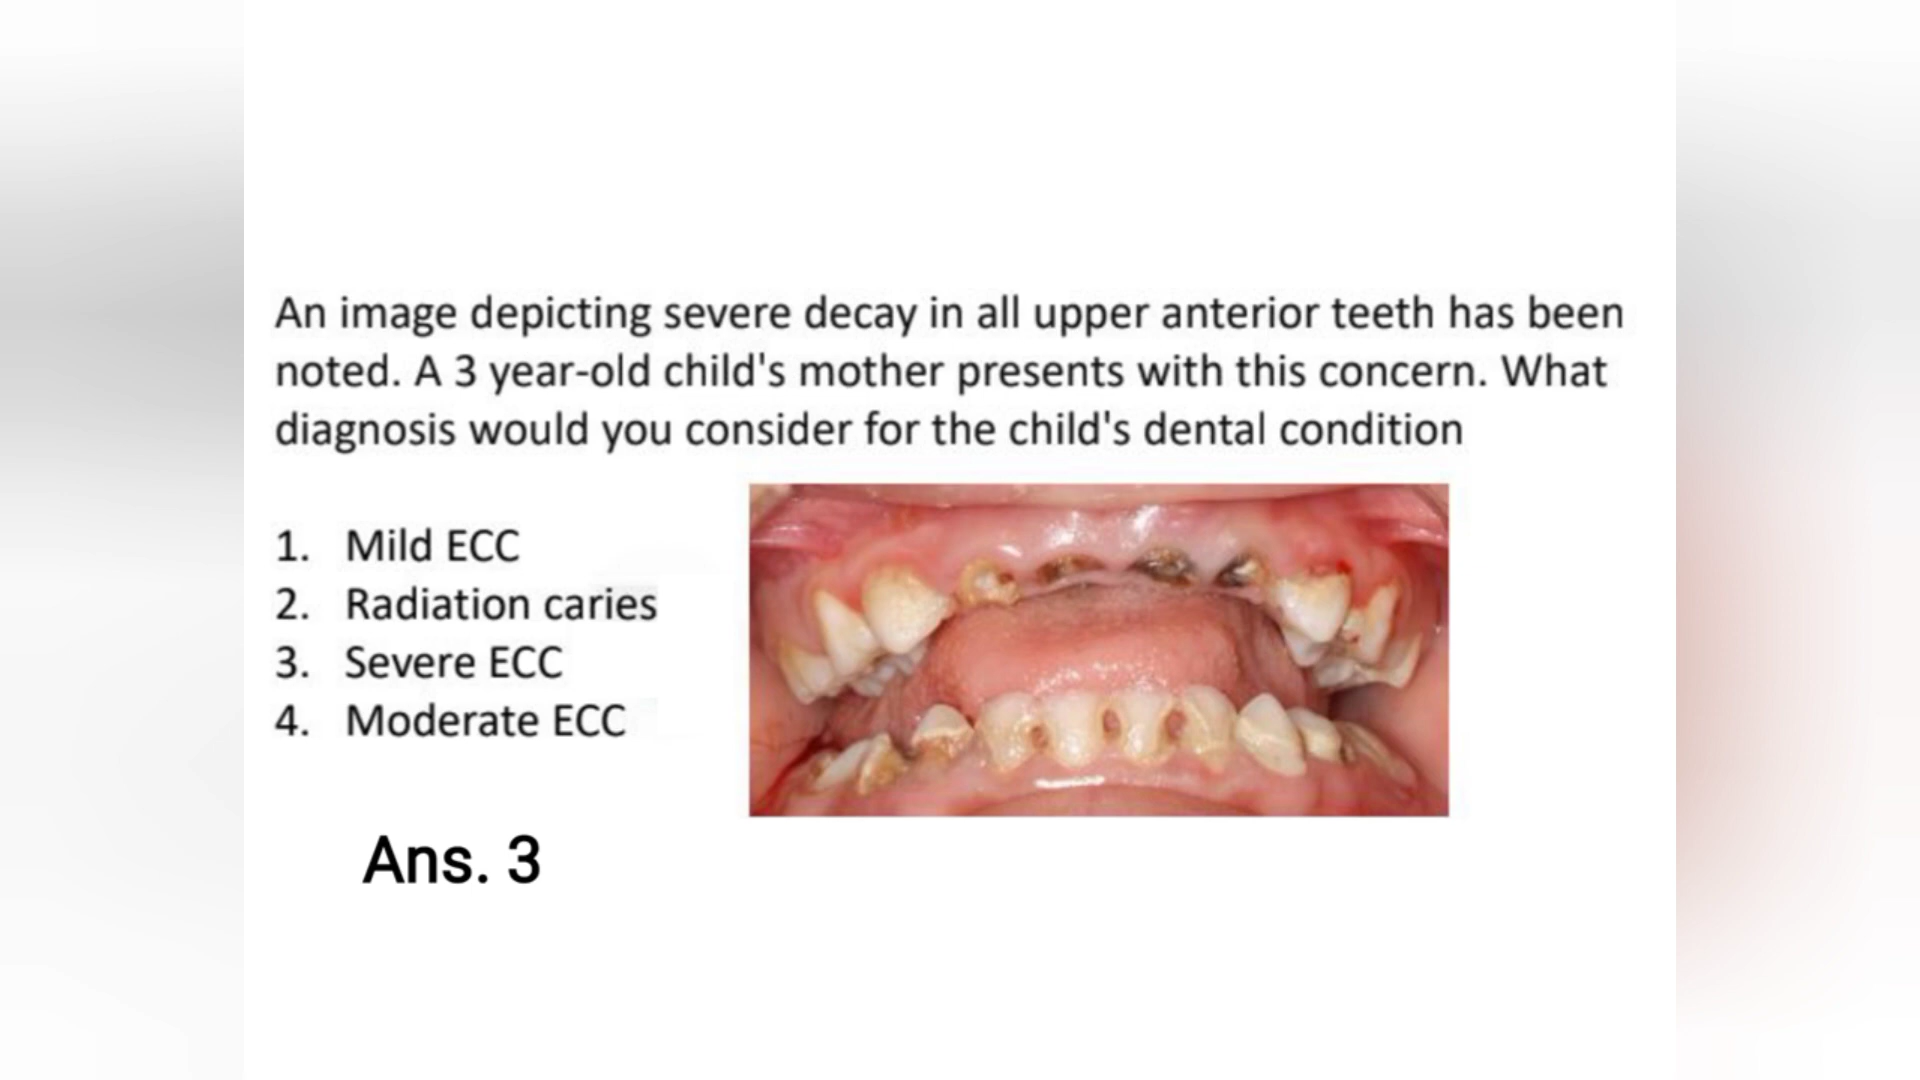 An image depicting severe decay in all upper anterior teeth has been
noted. A 3 year-old child's mother presents with this concern. What
diagnosis would you consider for the child's dental condition
1. Mild ECC
2. Radiation caries
3. Severe ECC
4. Moderate ECC
Ans. 3